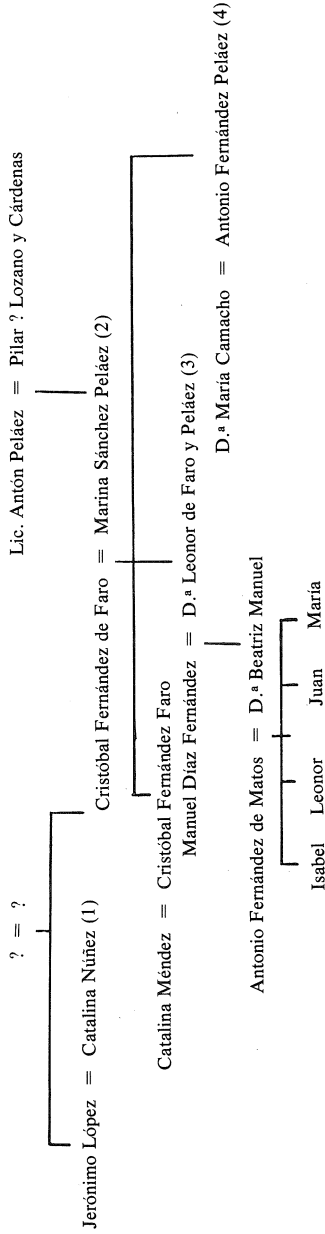 Lic. Antón Peláez = Pilar ? Lozano y Cárdenas
? = ?
Cristóbal Fernández de Faro = Marina Sánchez Peláez (2)
Jerónimo López = Catalina Núñez (1)
Catalina Méndez = Cristóbal Fernández Faro
Manuel Díaz Fernández = D.ª Leonor de Faro y Peláez (3)
D.ª María Camacho = Antonio Fernández Peláez (4)
Antonio Fernández de Matos = D.ª Beatriz Manuel
Isabel Leonor Juan María